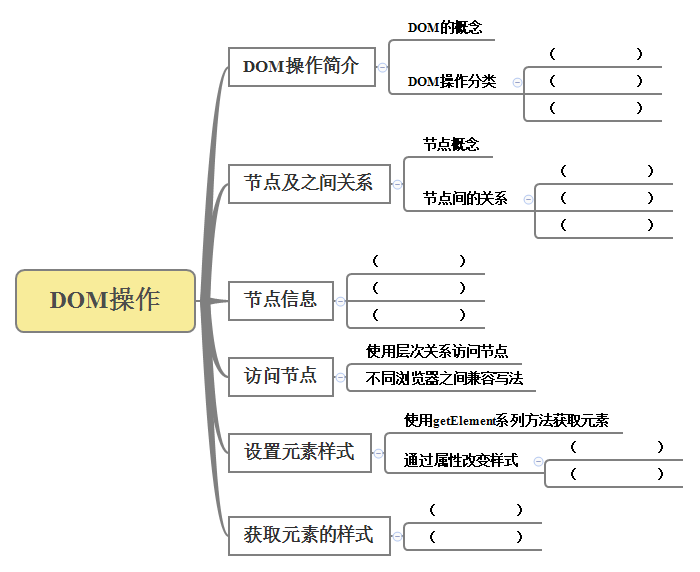 DOM操作
DOM操作简介
DOM的概念
DOM操作分类
（ ）
（ ）
（ ）
节点及之间关系
节点概念
节点间的关系
（ ）
（ ）
（ ）
节点信息
（ ）
（ ）
（ ）
访问节点
使用层次关系访问节点
不同浏览器之间兼容写法
设置元素样式
使用getElement系列方法获取元素
通过属性改变样式
（ ）
（ ）
获取元素的样式
（ ）
（ ）